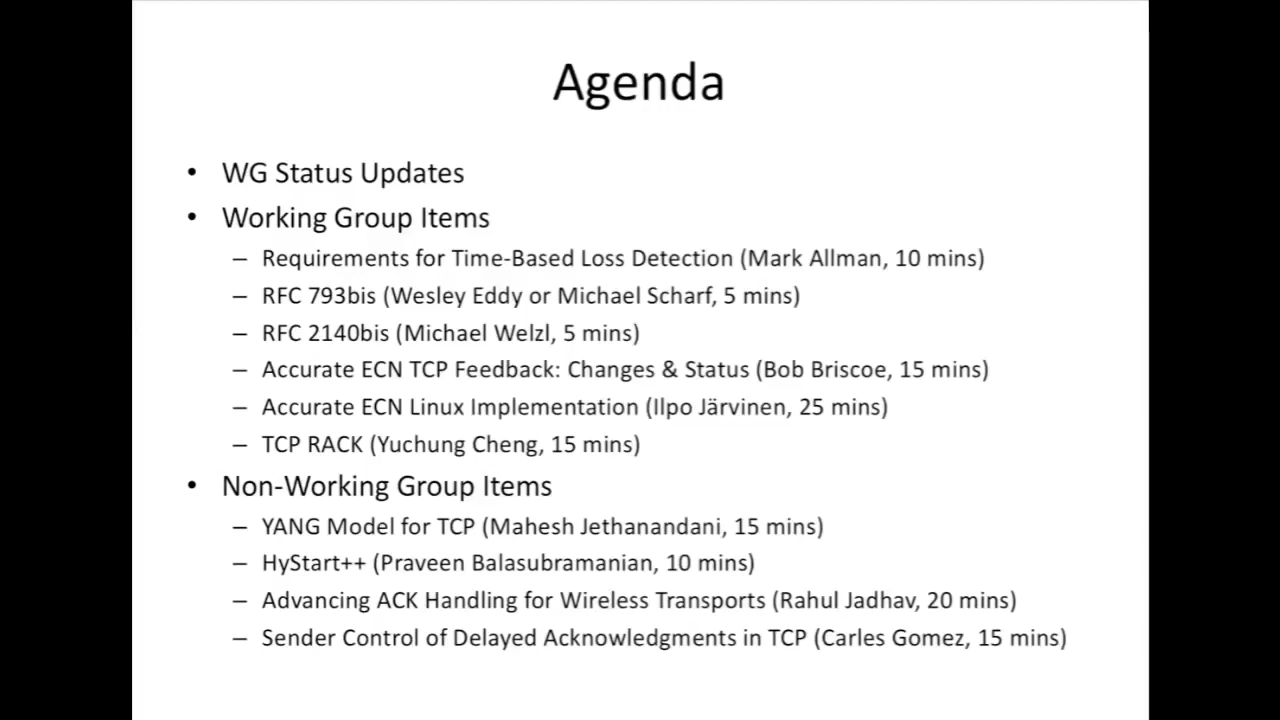 Agenda
• WG Status Updates
• Working Group Items
– Requirements for Time-Based Loss Detection (Mark Allman, 10 mins)
– RFC 793bis (Wesley Eddy or Michael Scharf, 5 mins)
– RFC 2140bis (Michael Welzl, 5 mins)
– Accurate ECN TCP Feedback: Changes & Status (Bob Briscoe, 15 mins)
– Accurate ECN Linux Implementation (Ilpo Järvinen, 25 mins)
– TCP RACK (Yuchung Cheng, 15 mins)
• Non-Working Group Items
– YANG Model for TCP (Mahesh Jethanandani, 15 mins)
– HyStart++ (Praveen Balasubramanian, 10 mins)
– Advancing ACK Handling for Wireless Transports (Rahul Jadhav, 20 mins)
– Sender Control of Delayed Acknowledgments in TCP (Carles Gomez, 15 mins)